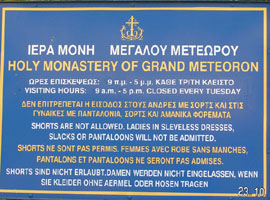 ΙΕΡΑ ΜΟΝΗ ΜΕΓΑΛΟΥ ΜΕΤΕΩΡΟΥ
HOLY MONASTERY OF GRAND METEORON
ΩΡΕΣ ΕΠΙΣΚΕΨΕΩΣ: 9 π.μ. - 5 μ.μ. ΚΑΘΕ ΤΡΙΤΗ ΚΛΕΙΣΤΟ
VISITING HOURS: 9 a.m. - 5 p.m. CLOSED EVERY TUESDAY
ΔΕΝ ΕΠΙΤΡΕΠΕΤΑΙ Η ΕΙΣΟΔΟΣ ΣΤΟΥΣ ΑΝΔΡΕΣ ΜΕ ΣΟΡΤΣ ΚΑΙ ΣΤΙΣ
ΓΥΝΑΙΚΕΣ ΜΕ ΠΑΝΤΑΛΟΝΙΑ, ΣΟΡΤΣ ΚΑΙ ΑΜΑΝΙΚΑ ΦΟΡΕΜΑΤΑ
SHORTS ARE NOT ALLOWED. LADIES IN SLEVELESS DRESSES,
SLACKS OR PANTALONS WILL NOT BE ADMITTED.
SHORTS NE SONT PAS PERMIS, FEMMES AVEC ROBE SANS MANCHES,
PANTALONS ET PANTALONS NE SERONT PAS ADMISES.
SHORTS SIND NICHT ERLAUBT. DAMEN WERDEN NICHT EINGELASSEN, WENN
SIE KLEIDER OHNE AERMEL ODER HOSEN TRAGEN
23.10